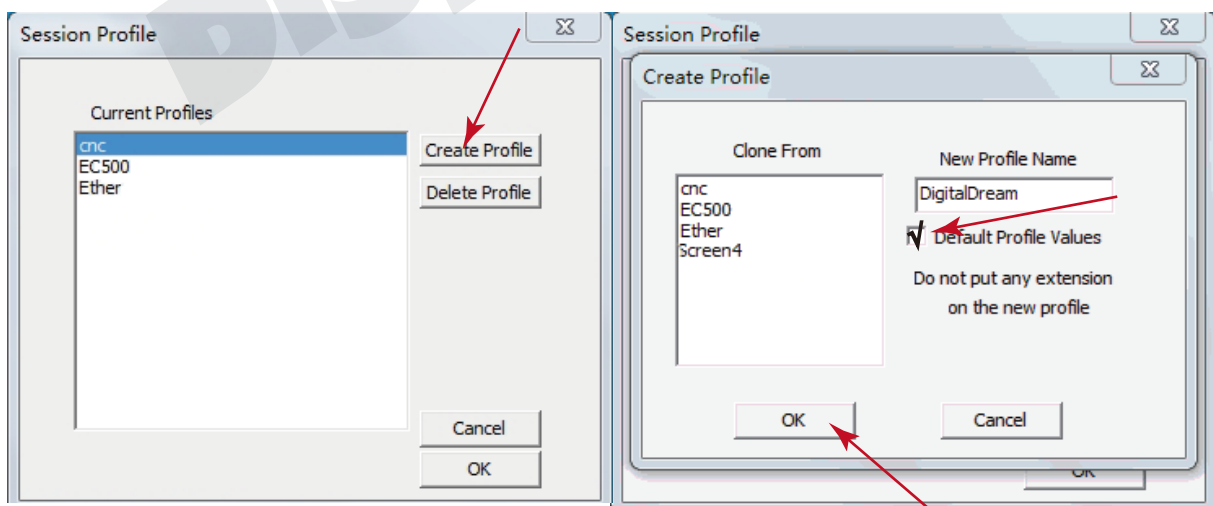 DIS
Session Profile
Current Profiles
cnc
EC500
Ether
Create Profile
Delete Profile
Cancel
OK
Session Profile
Create Profile
Clone From
cnc
EC500
Ether
Screen4
New Profile Name
DigitalDream
√ Default Profile Values
Do not put any extension
on the new profile
OK
Cancel
OK